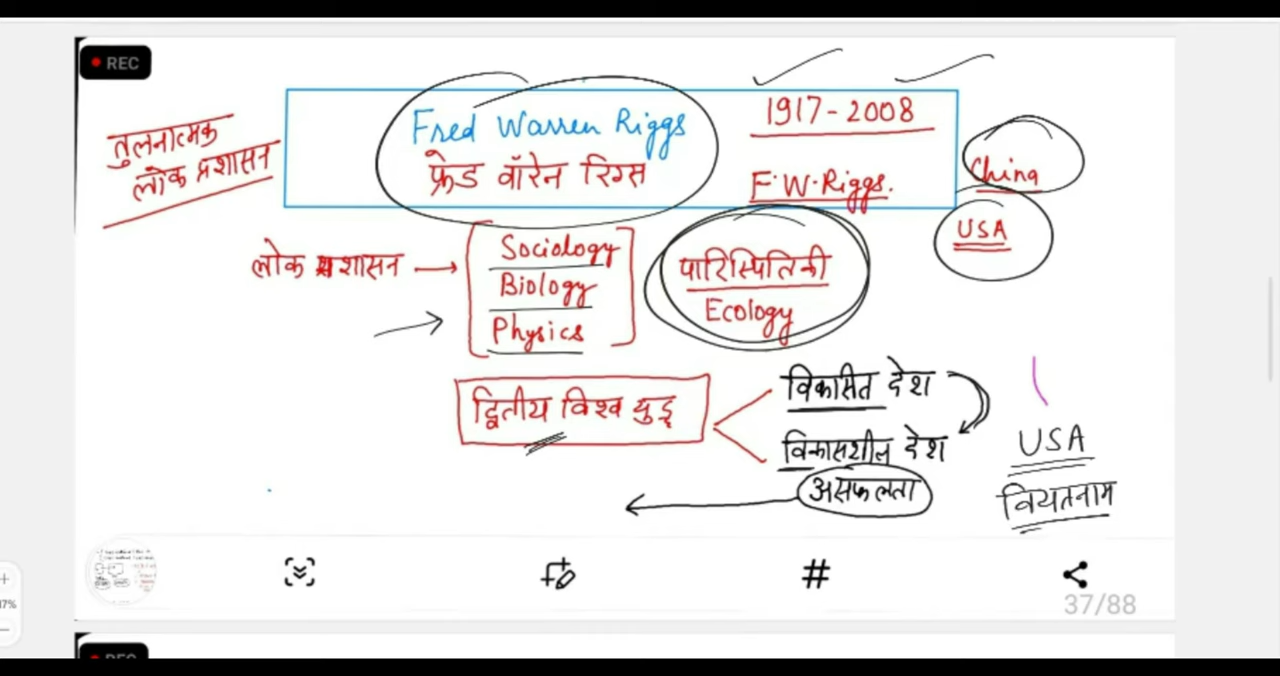 REC
Fred Warren Riggs
1917-2008
तुलनात्मक
लोक प्रशासन
फ्रेड वॉरेन रिग्स
F.W.Riggs.
China
USA
लोक प्रशासन → Sociology
Biology
Physics
पारिस्थितिकी
Ecology
द्वितीय विश्व युद्ध
विकसित देश
विकासशील देश
असफलता
USA
वियतनाम
#
37/88
REC